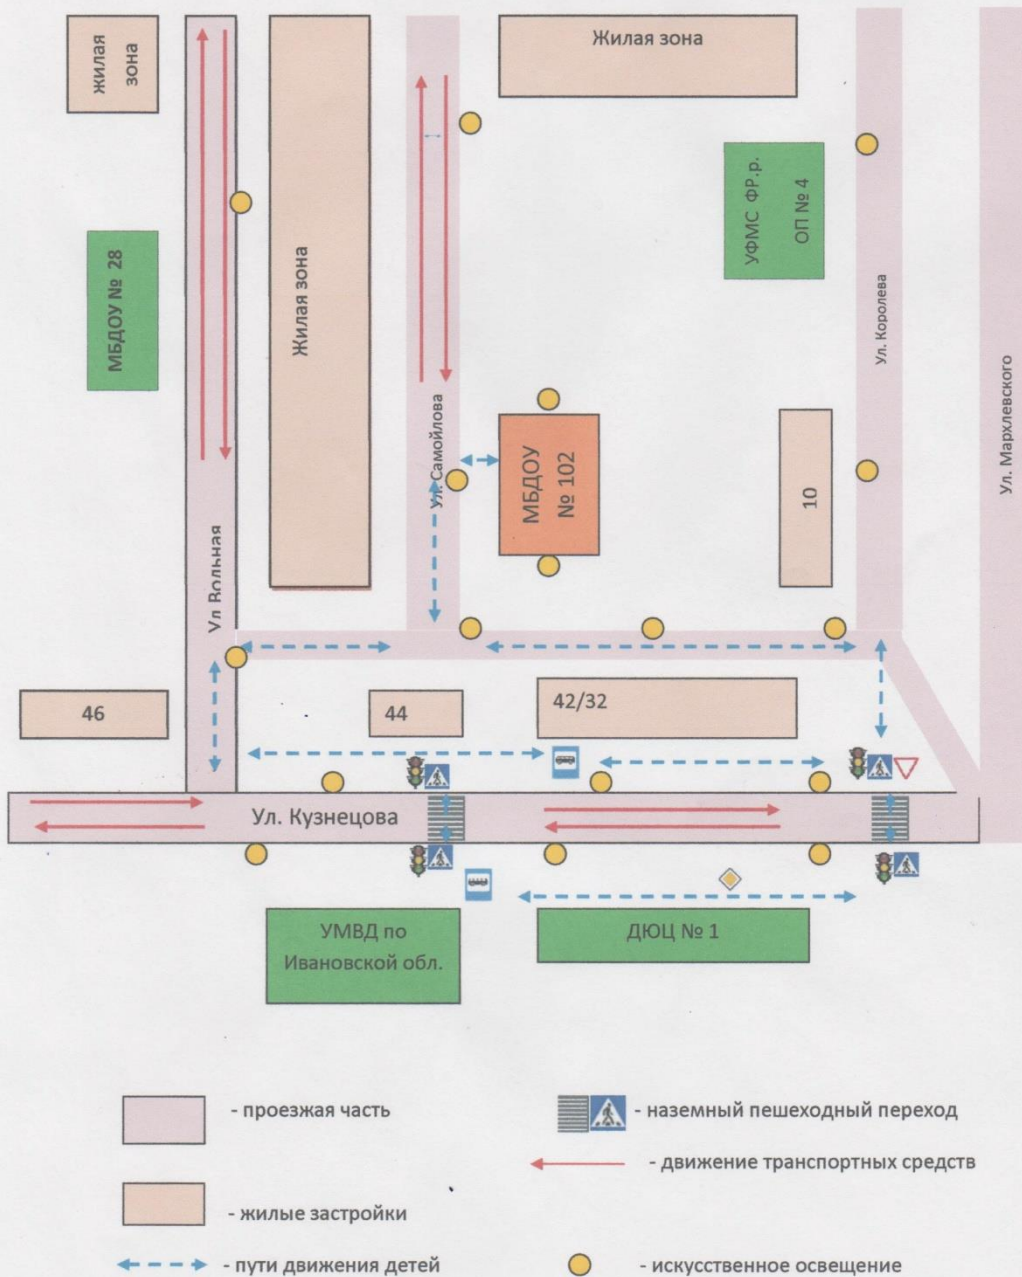 жилая
зона
Жилая зона
Жилая зона
УФМС ФР.р.
ОП № 4
МБДОУ № 28
Ул. Самойлова
Ул. Королева
Ул. Мархлевского
МБДОУ
№ 102
10
Ул Вольная
46
44
42/32
Ул. Кузнецова
УМВД по
Ивановской обл.
ДЮЦ № 1
- проезжая часть
- наземный пешеходный переход
- движение транспортных средств
- жилые застройки
- пути движения детей
- искусственное освещение